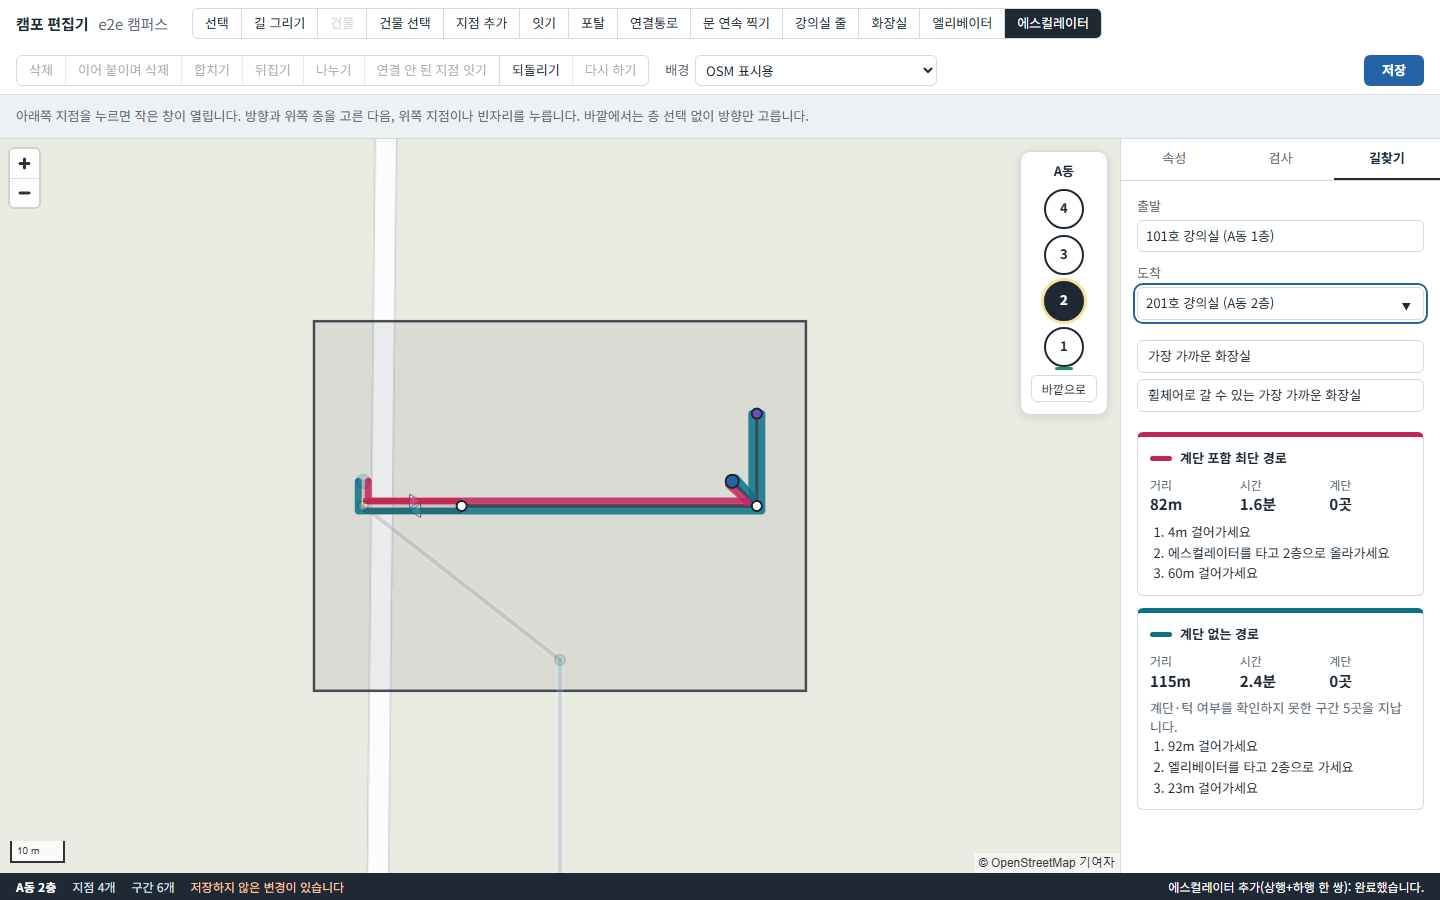 캠포 편집기 e2e 캠퍼스 선택 길 그리기 건물 건물 선택 지점 추가 잇기 포탈 연결통로 문 연속 찍기 강의실 줄 화장실 엘리베이터 에스컬레이터
삭제 이어 붙이며 삭제 합치기 뒤집기 나누기 연결 안 된 지점 잇기 되돌리기 다시 하기 배경 OSM 표시용 저장
아래쪽 지점을 누르면 작은 창이 열립니다. 방향과 위쪽 층을 고른 다음, 위쪽 지점이나 빈자리를 누릅니다. 바깥에서는 층 선택 없이 방향만 고릅니다.
+
−
A동
4
3
2
1
바깥으로
10 m
© OpenStreetMap 기여자
속성 검사 길찾기
출발
101호 강의실 (A동 1층)
도착
201호 강의실 (A동 2층)
가장 가까운 화장실
휠체어로 갈 수 있는 가장 가까운 화장실
계단 포함 최단 경로
거리 시간 계단
82m 1.6분 0곳
1. 4m 걸어가세요
2. 에스컬레이터를 타고 2층으로 올라가세요
3. 60m 걸어가세요
계단 없는 경로
거리 시간 계단
115m 2.4분 0곳
계단·턱 여부를 확인하지 못한 구간 5곳을 지납
니다.
1. 92m 걸어가세요
2. 엘리베이터를 타고 2층으로 가세요
3. 23m 걸어가세요
A동 2층 지점 4개 구간 6개 저장하지 않은 변경이 있습니다 에스컬레이터 추가(상행+하행 한 쌍): 완료했습니다.